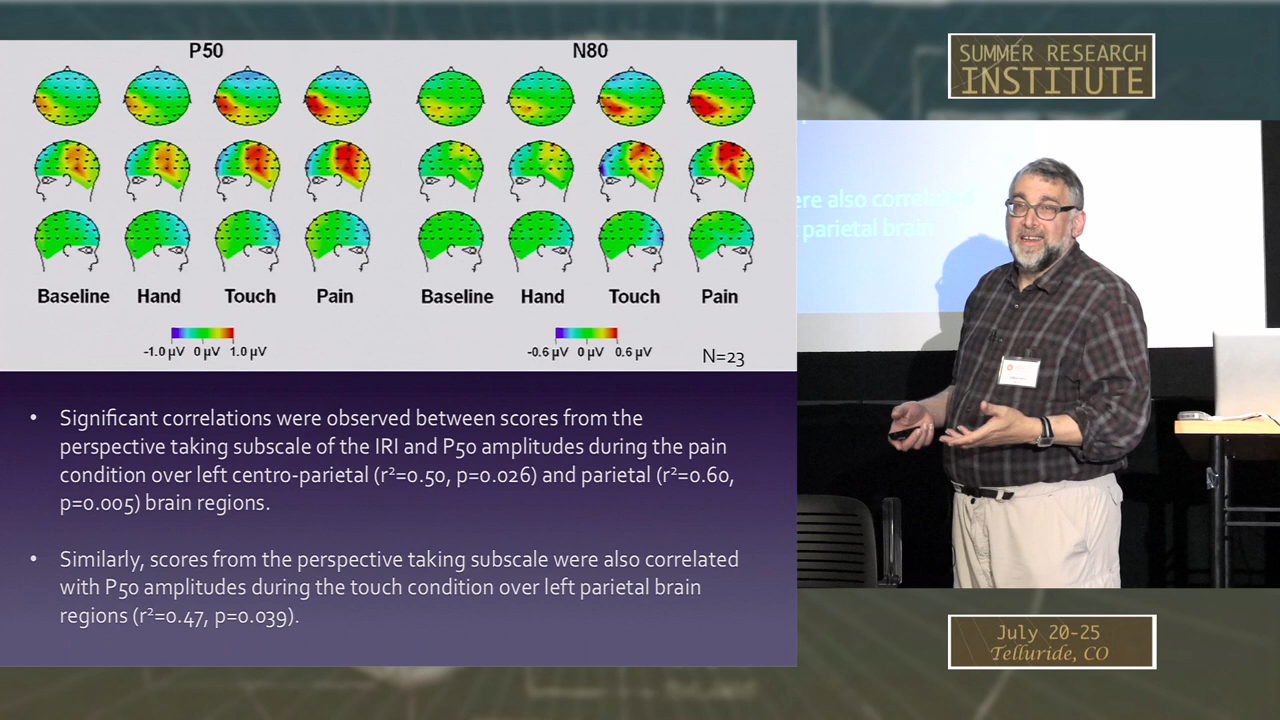 P50
N80
Baseline Hand Touch Pain
Baseline Hand Touch Pain
-1.0 µV 0 µV 1.0 µV
-0.6 µV 0 µV 0.6 µV
N=23
• Significant correlations were observed between scores from the
perspective taking subscale of the IRI and P50 amplitudes during the pain
condition over left centro-parietal (r²=0.50, p=0.026) and parietal (r²=0.60,
p=0.005) brain regions.
• Similarly, scores from the perspective taking subscale were also correlated
with P50 amplitudes during the touch condition over left parietal brain
regions (r²=0.47, p=0.039).
SUMMER RESEARCH
INSTITUTE
ere also correlated
parietal brain
July 20-25
Telluride, CO